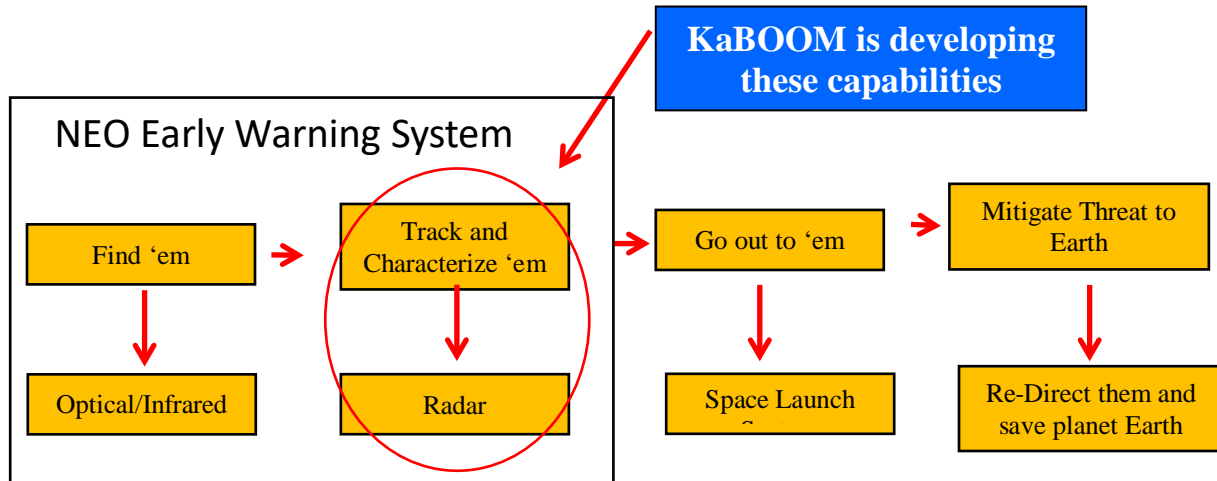 KaBOOM is developing
these capabilities
NEO Early Warning System
Find ‘em
Track and
Characterize ‘em
Go out to ‘em
Mitigate Threat to
Earth
Optical/Infrared
Radar
Space Launch
Re-Direct them and
save planet Earth